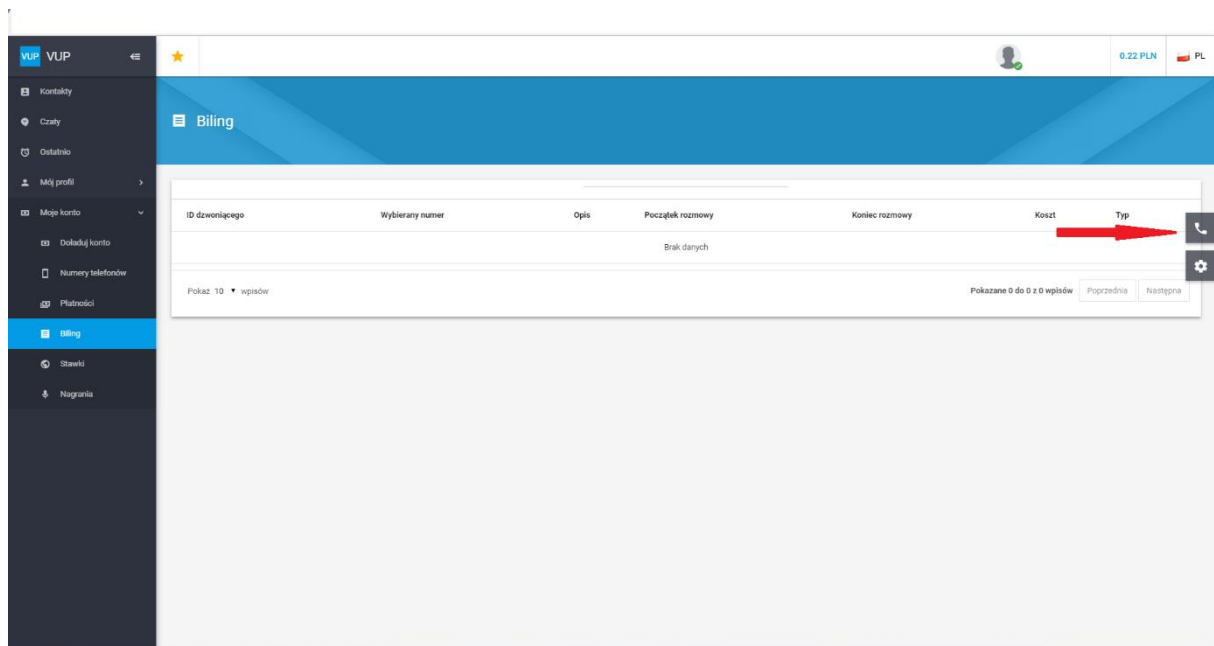 VUP VUP
0.22 PLN PL
Kontakty
Czaty
Ostatnio
Mój profil
Moje konto
Doładuj konto
Numery telefonów
Płatności
Biling
Stawki
Nagrania
Biling
ID dzwoniącego Wybierany numer Opis Początek rozmowy Koniec rozmowy Koszt Typ
Brak danych
Pokaż 10 wpisów Pokazane 0 do 0 z 0 wpisów Poprzednia Następna